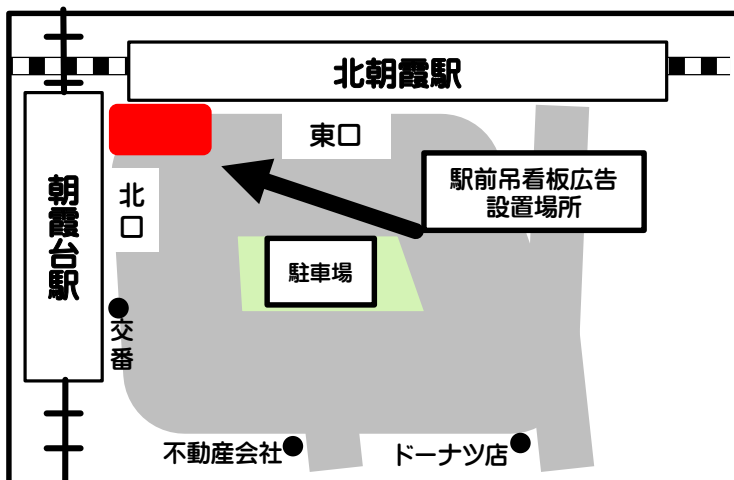 北朝霞駅
東口
朝霞台駅
北口
駅前吊看板広告
設置場所
駐車場
交番
不動産会社
ドーナツ店